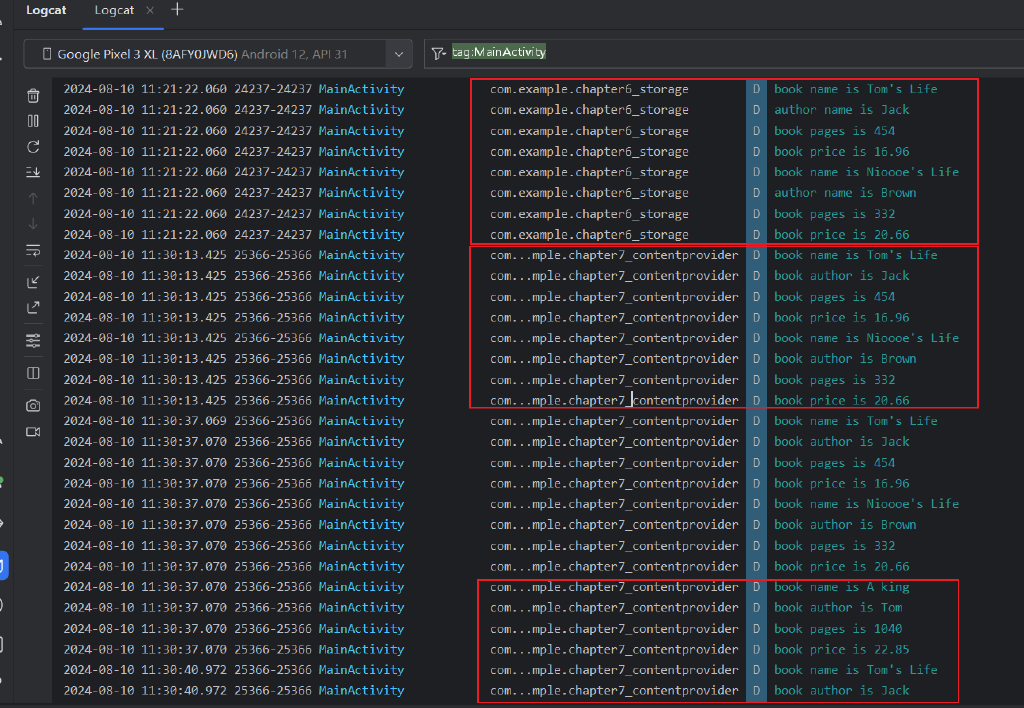 Logcat Logcat
Google Pixel 3 XL (8AFY0JWD6) Android 12, API 31 tag:MainActivity
2024-08-10 11:21:22.060 24237-24237 MainActivity com.example.chapter6_storage D book name is Tom's Life
2024-08-10 11:21:22.060 24237-24237 MainActivity com.example.chapter6_storage D author name is Jack
2024-08-10 11:21:22.060 24237-24237 MainActivity com.example.chapter6_storage D book pages is 454
2024-08-10 11:21:22.060 24237-24237 MainActivity com.example.chapter6_storage D book price is 16.96
2024-08-10 11:21:22.060 24237-24237 MainActivity com.example.chapter6_storage D book name is Nioooe's Life
2024-08-10 11:21:22.060 24237-24237 MainActivity com.example.chapter6_storage D author name is Brown
2024-08-10 11:21:22.060 24237-24237 MainActivity com.example.chapter6_storage D book pages is 332
2024-08-10 11:21:22.060 24237-24237 MainActivity com.example.chapter6_storage D book price is 20.66
2024-08-10 11:30:13.425 25366-25366 MainActivity com...mple.chapter7_contentprovider D book name is Tom's Life
2024-08-10 11:30:13.425 25366-25366 MainActivity com...mple.chapter7_contentprovider D book author is Jack
2024-08-10 11:30:13.425 25366-25366 MainActivity com...mple.chapter7_contentprovider D book pages is 454
2024-08-10 11:30:13.425 25366-25366 MainActivity com...mple.chapter7_contentprovider D book price is 16.96
2024-08-10 11:30:13.425 25366-25366 MainActivity com...mple.chapter7_contentprovider D book name is Nioooe's Life
2024-08-10 11:30:13.425 25366-25366 MainActivity com...mple.chapter7_contentprovider D book author is Brown
2024-08-10 11:30:13.425 25366-25366 MainActivity com...mple.chapter7_contentprovider D book pages is 332
2024-08-10 11:30:13.425 25366-25366 MainActivity com...mple.chapter7_contentprovider D book price is 20.66
2024-08-10 11:30:37.069 25366-25366 MainActivity com...mple.chapter7_contentprovider D book name is Tom's Life
2024-08-10 11:30:37.070 25366-25366 MainActivity com...mple.chapter7_contentprovider D book author is Jack
2024-08-10 11:30:37.070 25366-25366 MainActivity com...mple.chapter7_contentprovider D book pages is 454
2024-08-10 11:30:37.070 25366-25366 MainActivity com...mple.chapter7_contentprovider D book price is 16.96
2024-08-10 11:30:37.070 25366-25366 MainActivity com...mple.chapter7_contentprovider D book name is Nioooe's Life
2024-08-10 11:30:37.070 25366-25366 MainActivity com...mple.chapter7_contentprovider D book author is Brown
2024-08-10 11:30:37.070 25366-25366 MainActivity com...mple.chapter7_contentprovider D book pages is 332
2024-08-10 11:30:37.070 25366-25366 MainActivity com...mple.chapter7_contentprovider D book price is 20.66
2024-08-10 11:30:37.070 25366-25366 MainActivity com...mple.chapter7_contentprovider D book name is A king
2024-08-10 11:30:37.070 25366-25366 MainActivity com...mple.chapter7_contentprovider D book author is Tom
2024-08-10 11:30:37.070 25366-25366 MainActivity com...mple.chapter7_contentprovider D book pages is 1040
2024-08-10 11:30:37.070 25366-25366 MainActivity com...mple.chapter7_contentprovider D book price is 22.85
2024-08-10 11:30:40.972 25366-25366 MainActivity com...mple.chapter7_contentprovider D book name is Tom's Life
2024-08-10 11:30:40.972 25366-25366 MainActivity com...mple.chapter7_contentprovider D book author is Jack